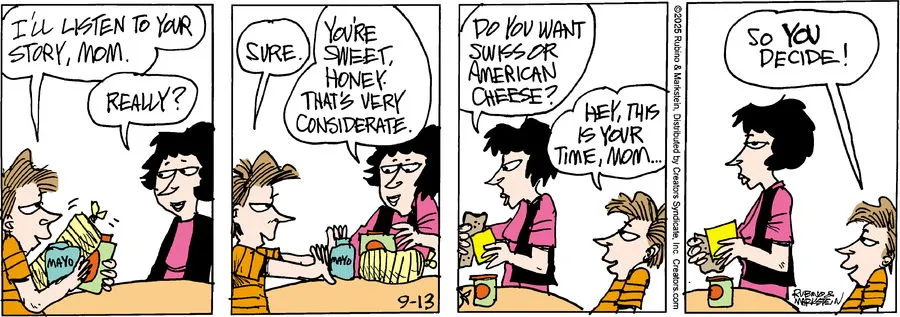 I'LL LISTEN TO YOUR
STORY, MOM.
REALLY?
MAYO
SURE.
YOU'RE
SWEET,
HONEY.
THAT'S VERY
CONSIDERATE.
MAYO
9-13
DO YOU WANT
SWISS OR
AMERICAN
CHEESE?
HEY, THIS
IS YOUR
TIME, MOM...
©2025 Rubino & Markstein, Distributed by Creators Syndicate, Inc Creators.com
SO YOU
DECIDE!
RUBINO &
MARKSTEIN